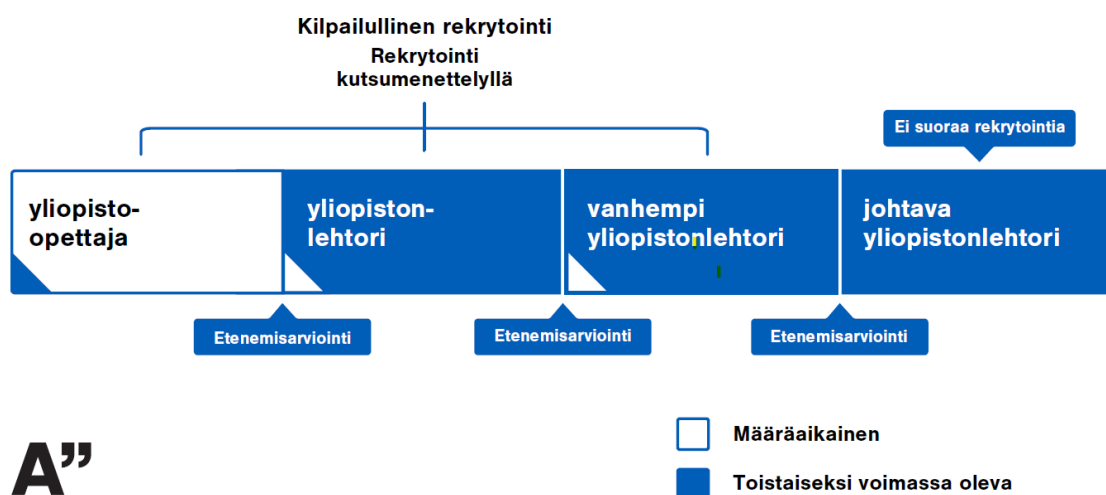 Kilpailullinen rekrytointi
Rekrytointi
kutsumenettelyllä
Ei suoraa rekrytointia
yliopisto-
opettaja
yliopiston-
lehtori
vanhempi
yliopistonlehtori
johtava
yliopistonlehtori
Etenemisarviointi
Etenemisarviointi
Etenemisarviointi
Määräaikainen
Toistaiseksi voimassa oleva
A”